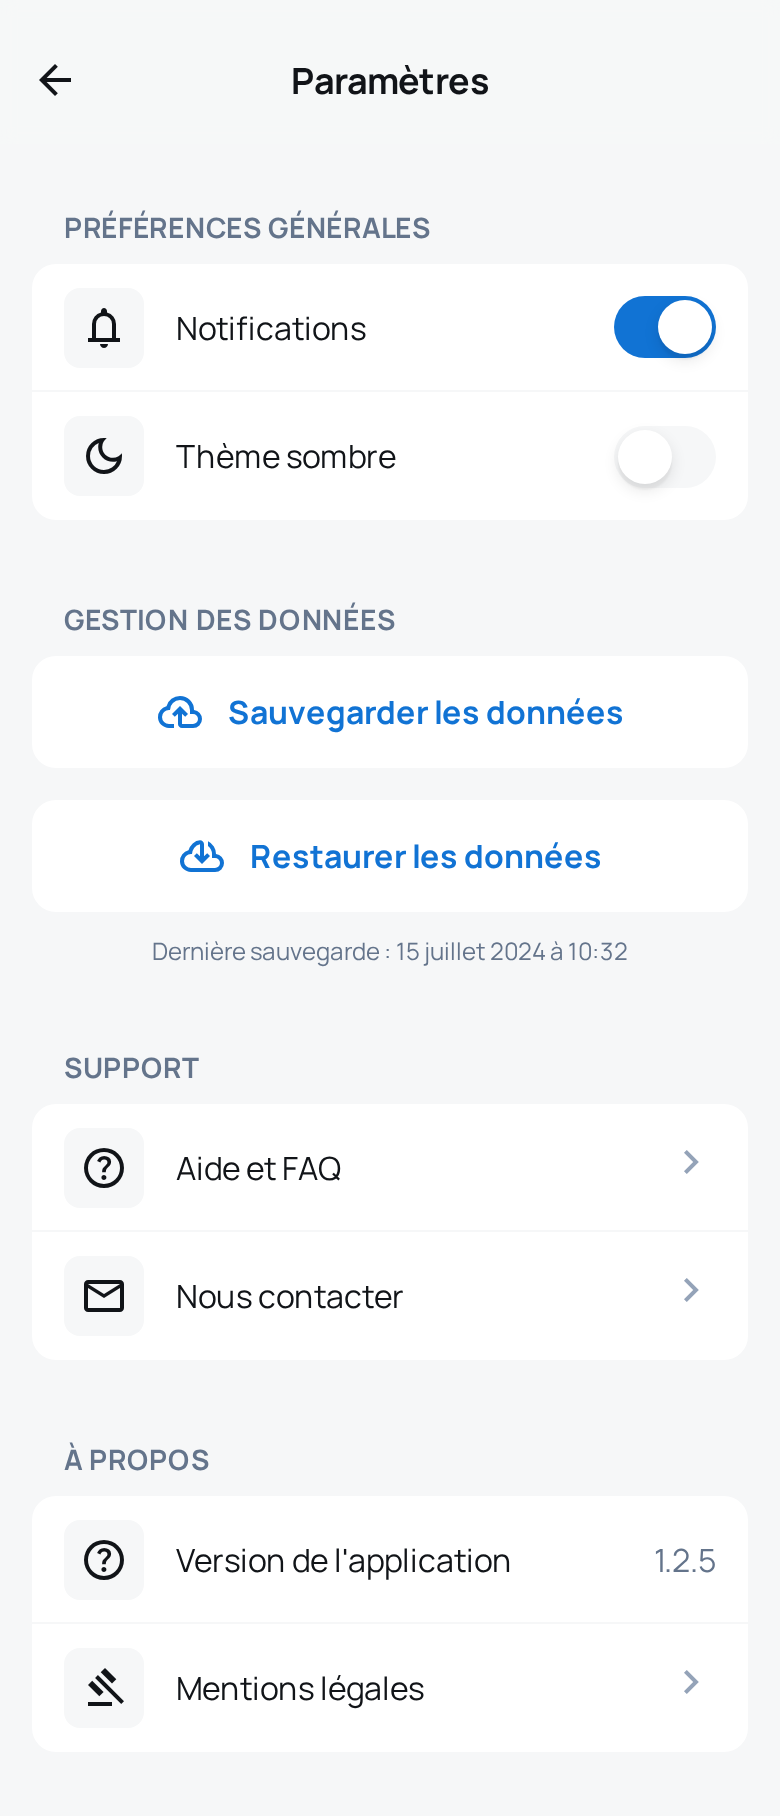 Paramètres
PRÉFÉRENCES GÉNÉRALES
Notifications
Thème sombre
GESTION DES DONNÉES
Sauvegarder les données
Restaurer les données
Dernière sauvegarde : 15 juillet 2024 à 10:32
SUPPORT
Aide et FAQ
Nous contacter
À PROPOS
Version de l'application 1.2.5
Mentions légales